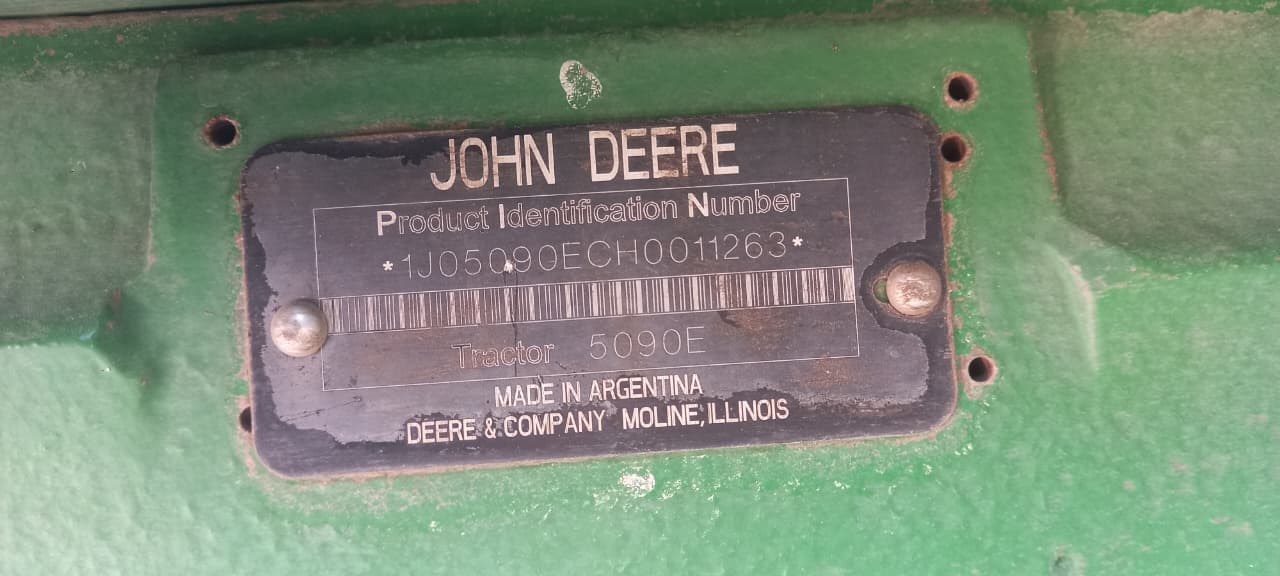 JOHN DEERE
Product Identification Number
*1J05090ECH0011263*
Tractor 5090E
MADE IN ARGENTINA
DEERE & COMPANY MOLINE, ILLINOIS